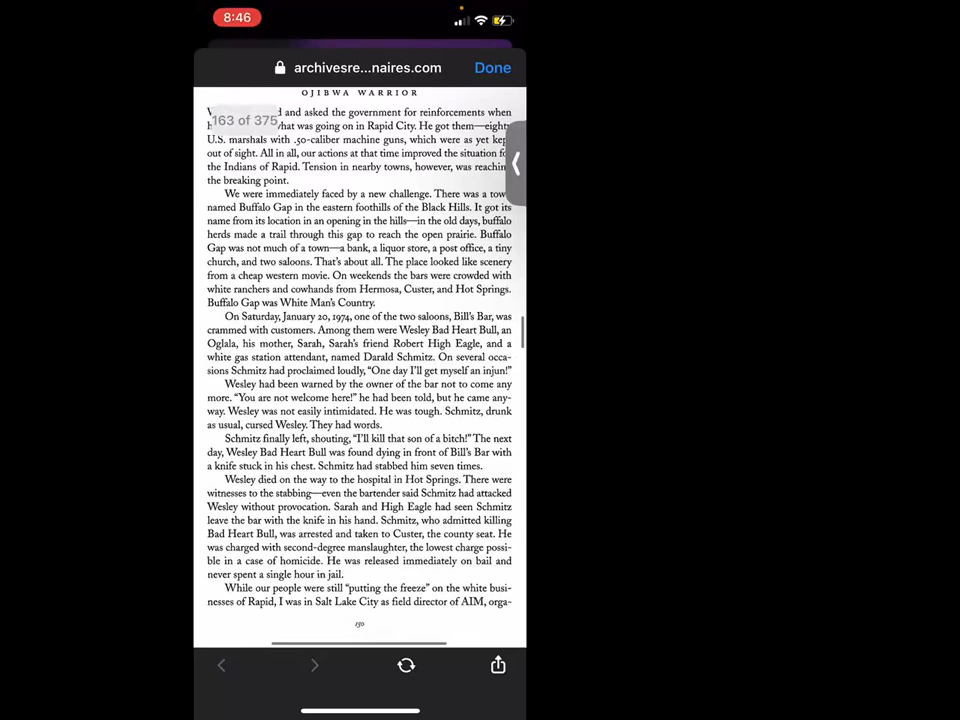 8:46
archivesre...naires.com
Done
OJIBWA WARRIOR
163 of 375
and asked the government for reinforcements when
what was going on in Rapid City. He got them—eight
U.S. marshals with .50-caliber machine guns, which were as yet kep
out of sight. All in all, our actions at that time improved the situation fo
the Indians of Rapid. Tension in nearby towns, however, was reachin
the breaking point.
We were immediately faced by a new challenge. There was a tow
named Buffalo Gap in the eastern foothills of the Black Hills. It got its
name from its location in an opening in the hills—in the old days, buffalo
herds made a trail through this gap to reach the open prairie. Buffalo
Gap was not much of a town—a bank, a liquor store, a post office, a tiny
church, and two saloons. That's about all. The place looked like scenery
from a cheap western movie. On weekends the bars were crowded with
white ranchers and cowhands from Hermosa, Custer, and Hot Springs.
Buffalo Gap was White Man's Country.
On Saturday, January 20, 1974, one of the two saloons, Bill's Bar, was
crammed with customers. Among them were Wesley Bad Heart Bull, an
Oglala, his mother, Sarah, Sarah's friend Robert High Eagle, and a
white gas station attendant, named Darald Schmitz. On several occa-
sions Schmitz had proclaimed loudly, "One day I'll get myself an injun!"
Wesley had been warned by the owner of the bar not to come any
more. "You are not welcome here!" he had been told, but he came any-
way. Wesley was not easily intimidated. He was tough. Schmitz, drunk
as usual, cursed Wesley. They had words.
Schmitz finally left, shouting, "I'll kill that son of a bitch!" The next
day, Wesley Bad Heart Bull was found dying in front of Bill's Bar with
a knife stuck in his chest. Schmitz had stabbed him seven times.
Wesley died on the way to the hospital in Hot Springs. There were
witnesses to the stabbing—even the bartender said Schmitz had attacked
Wesley without provocation. Sarah and High Eagle had seen Schmitz
leave the bar with the knife in his hand. Schmitz, who admitted killing
Bad Heart Bull, was arrested and taken to Custer, the county seat. He
was charged with second-degree manslaughter, the lowest charge possi-
ble in a case of homicide. He was released immediately on bail and
never spent a single hour in jail.
While our people were still "putting the freeze" on the white busi-
nesses of Rapid, I was in Salt Lake City as field director of AIM, orga-
130